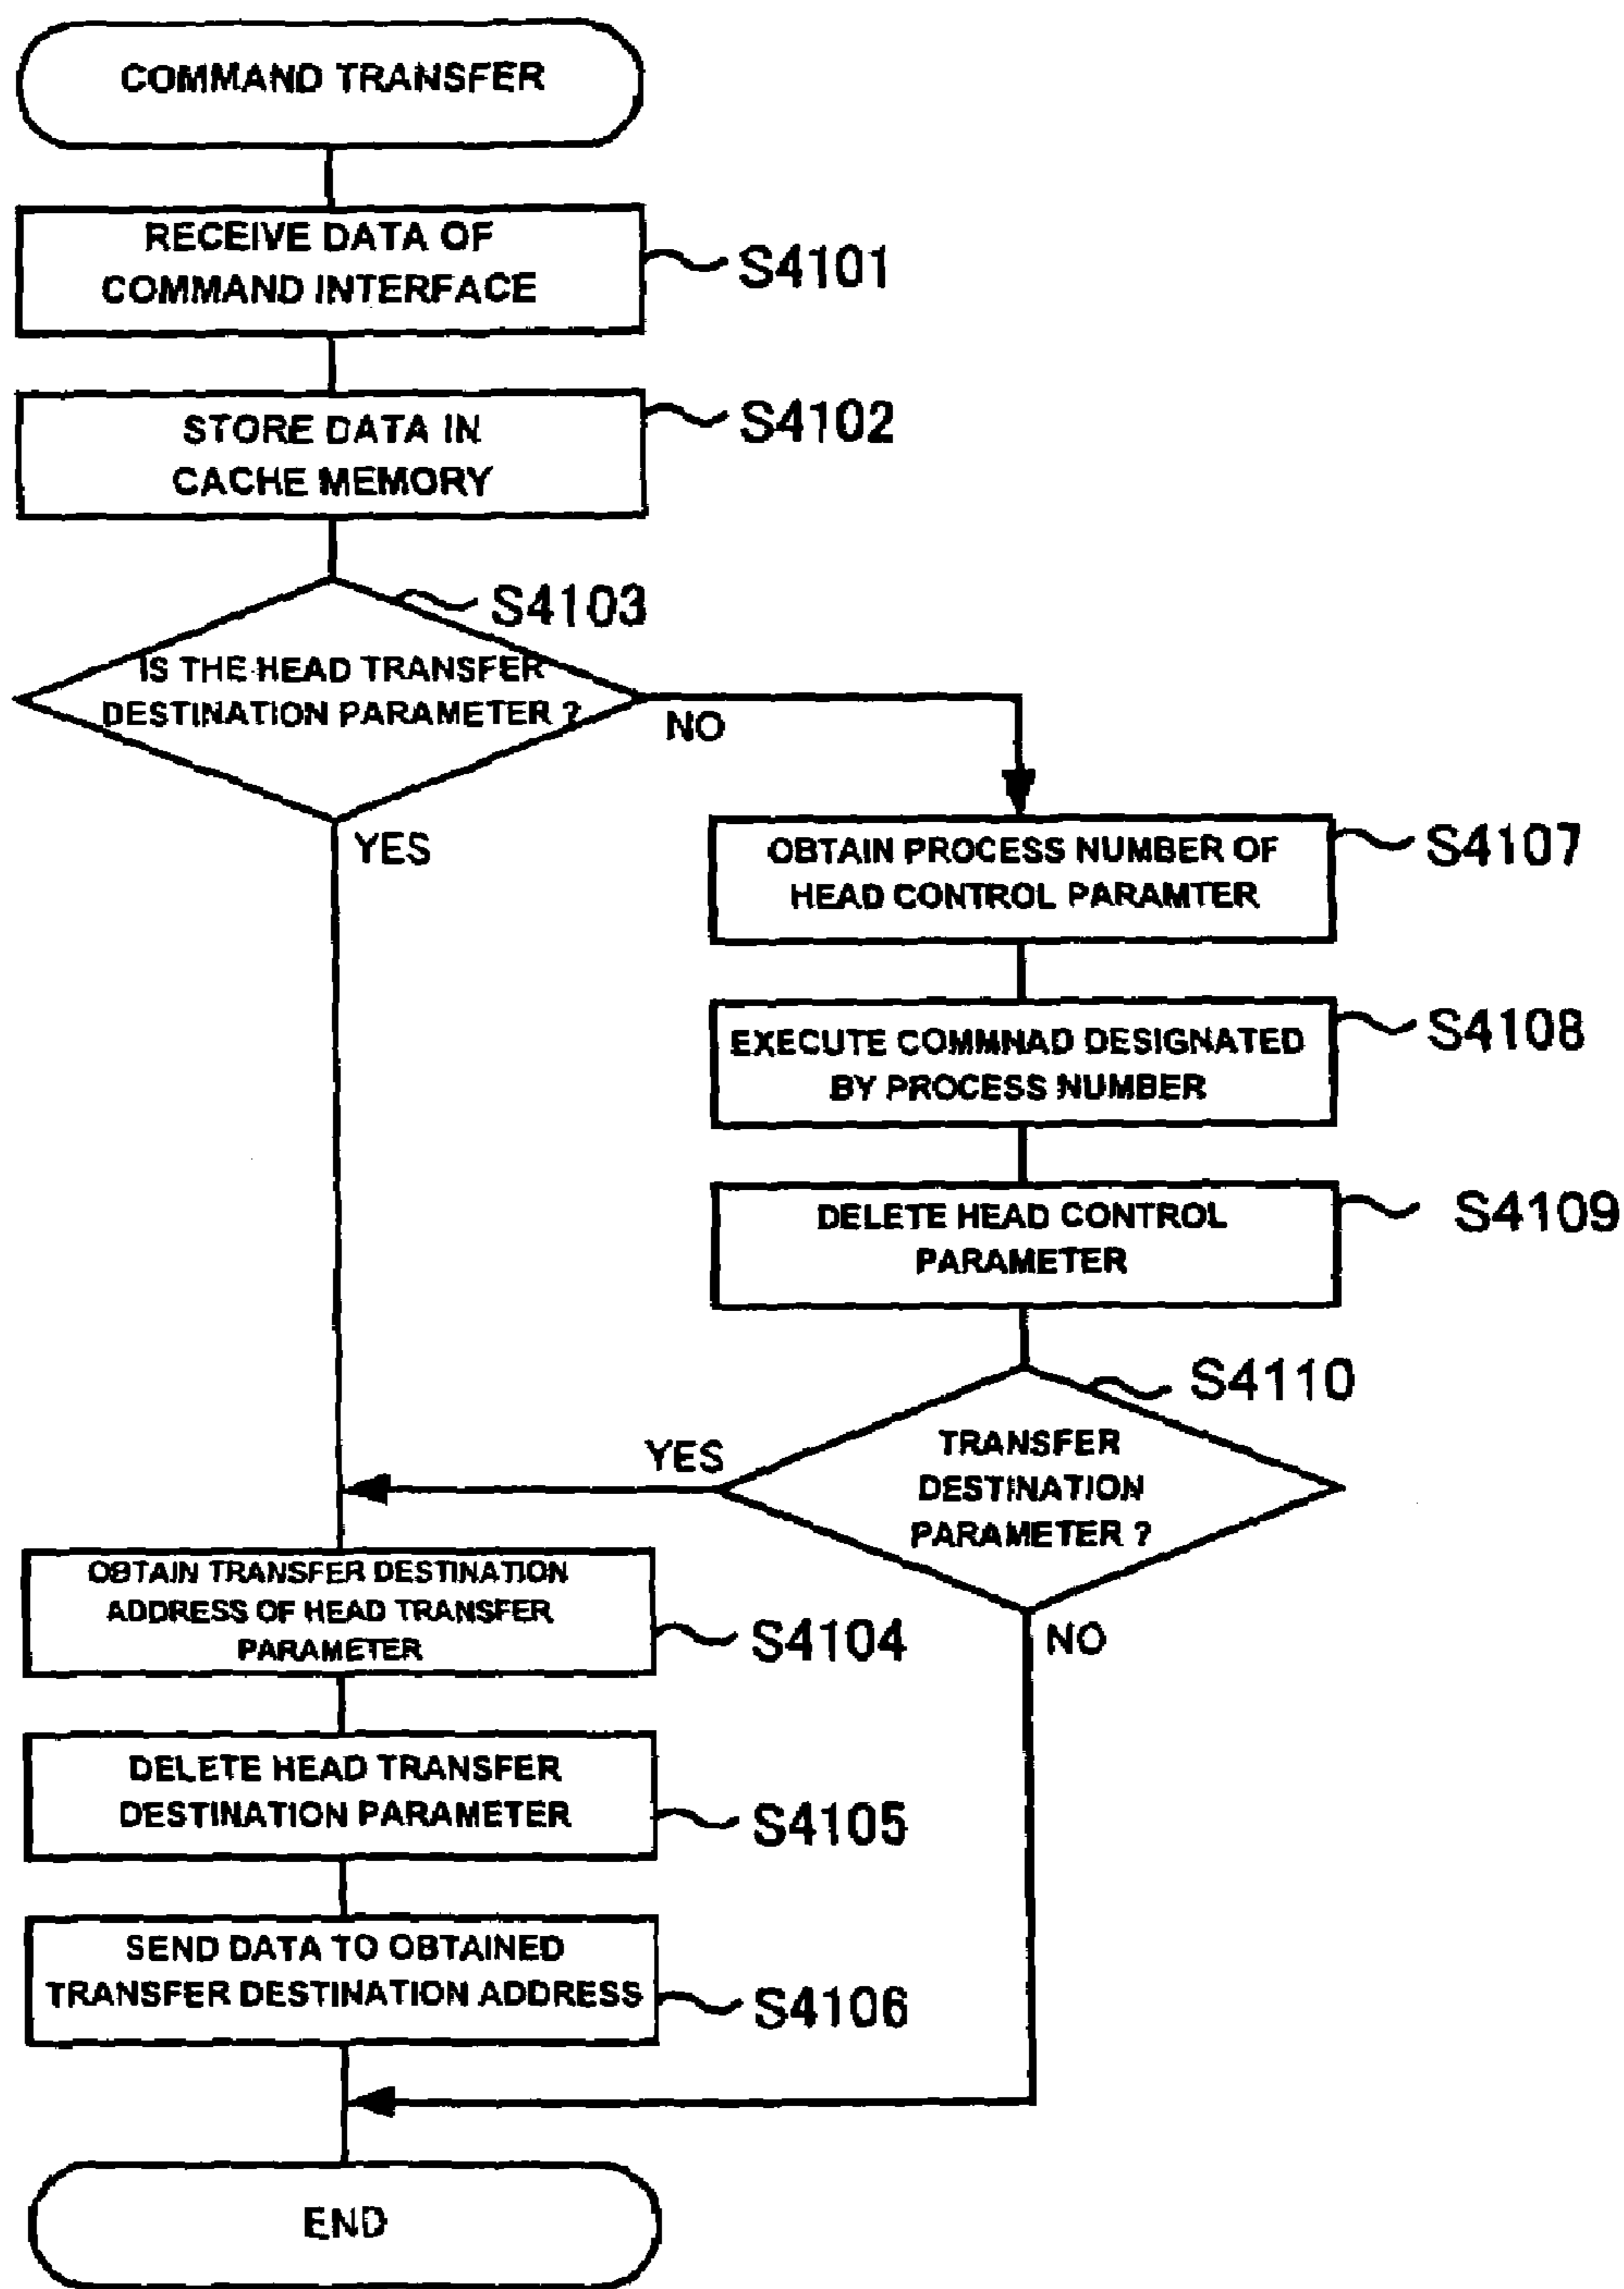 COMMAND TRANSFER
RECEIVE DATA OF
COMMAND INTERFACE
S4101
STORE DATA IN
CACHE MEMORY
S4102
S4103
IS THE HEAD TRANSFER
DESTINATION PARAMETER ?
NO
YES
OBTAIN PROCESS NUMBER OF
HEAD CONTROL PARAMTER
S4107
EXECUTE COMMNAD DESIGNATED
BY PROCESS NUMBER
S4108
DELETE HEAD CONTROL
PARAMETER
S4109
S4110
TRANSFER
DESTINATION
PARAMETER ?
YES
NO
OBTAIN TRANSFER DESTINATION
ADDRESS OF HEAD TRANSFER
PARAMETER
S4104
DELETE HEAD TRANSFER
DESTINATION PARAMETER
S4105
SEND DATA TO OBTAINED
TRANSFER DESTINATION ADDRESS
S4106
END